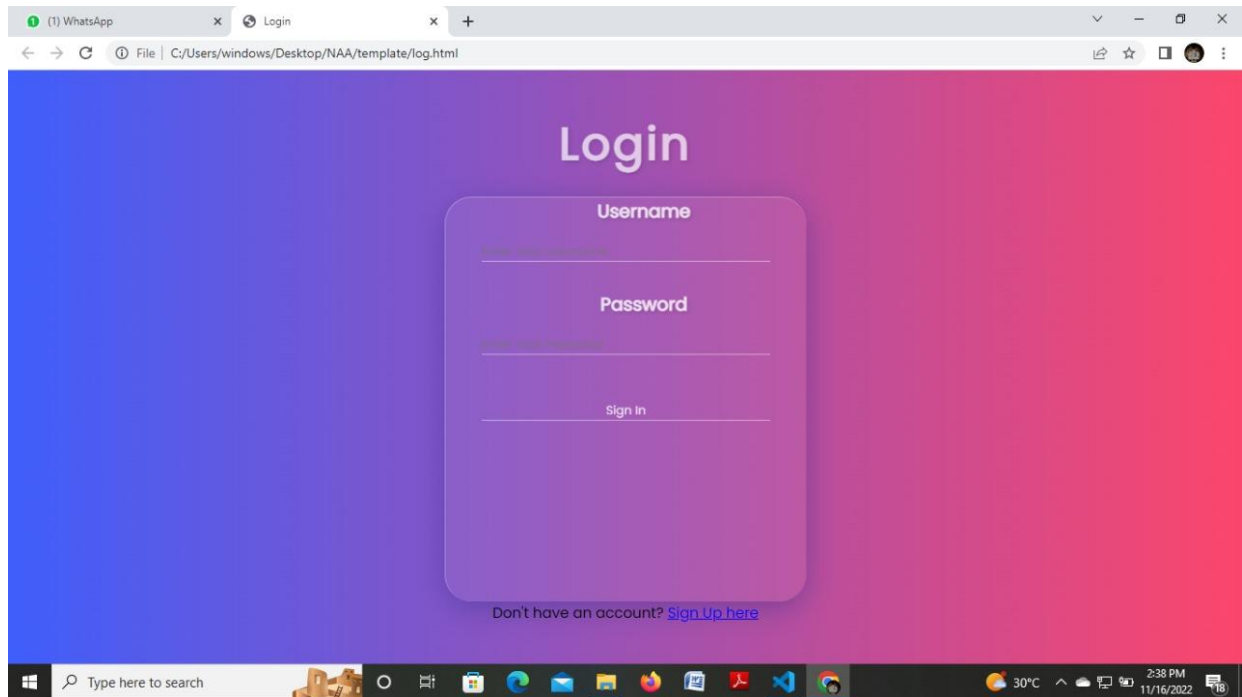 (1) WhatsApp
Login
File | C:/Users/windows/Desktop/NAA/template/log.html
Login
Username
Password
Sign In
Don't have an account? Sign Up here
Type here to search
30°C
2:38 PM
11/16/2022
18